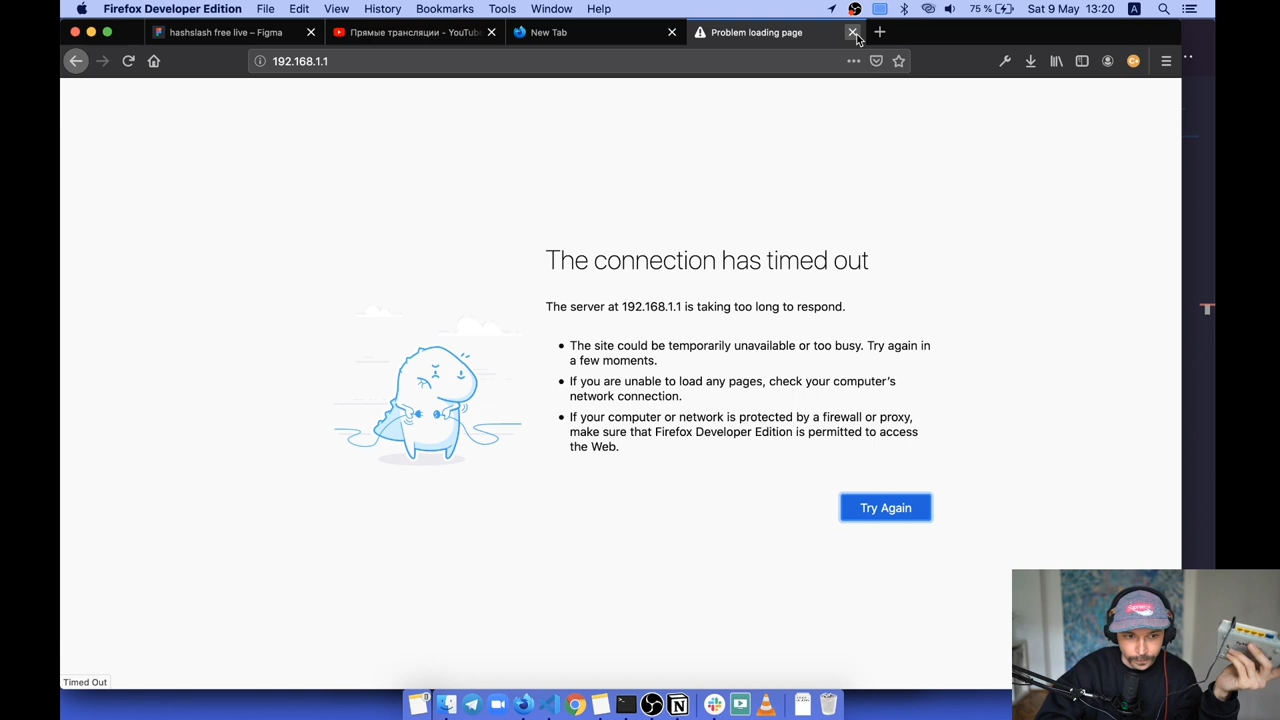 Firefox Developer Edition File Edit View History Bookmarks Tools Window Help 75 % Sat 9 May 13:20 A
hashslash free live – Figma Прямые трансляции - YouTub New Tab Problem loading page
192.168.1.1
The connection has timed out
The server at 192.168.1.1 is taking too long to respond.
The site could be temporarily unavailable or too busy. Try again in
a few moments.
If you are unable to load any pages, check your computer’s
network connection.
If your computer or network is protected by a firewall or proxy,
make sure that Firefox Developer Edition is permitted to access
the Web.
Try Again
Timed Out